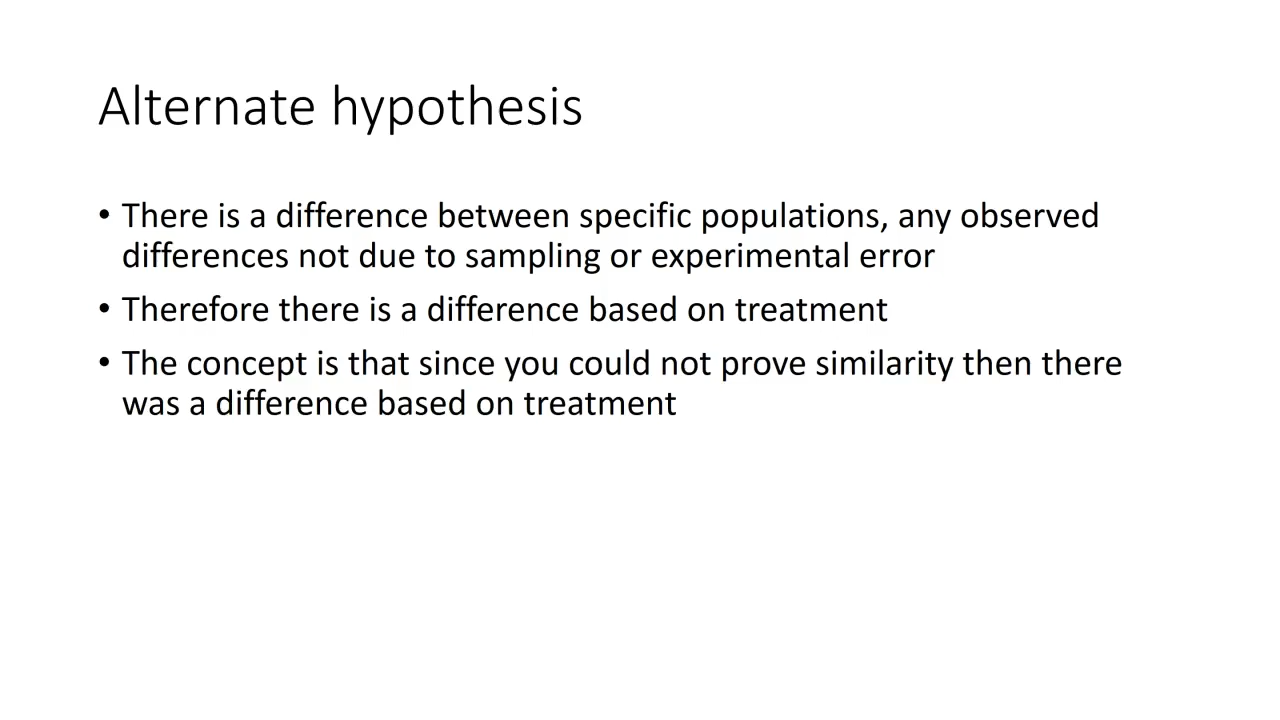 Alternate hypothesis
• There is a difference between specific populations, any observed
differences not due to sampling or experimental error
• Therefore there is a difference based on treatment
• The concept is that since you could not prove similarity then there
was a difference based on treatment